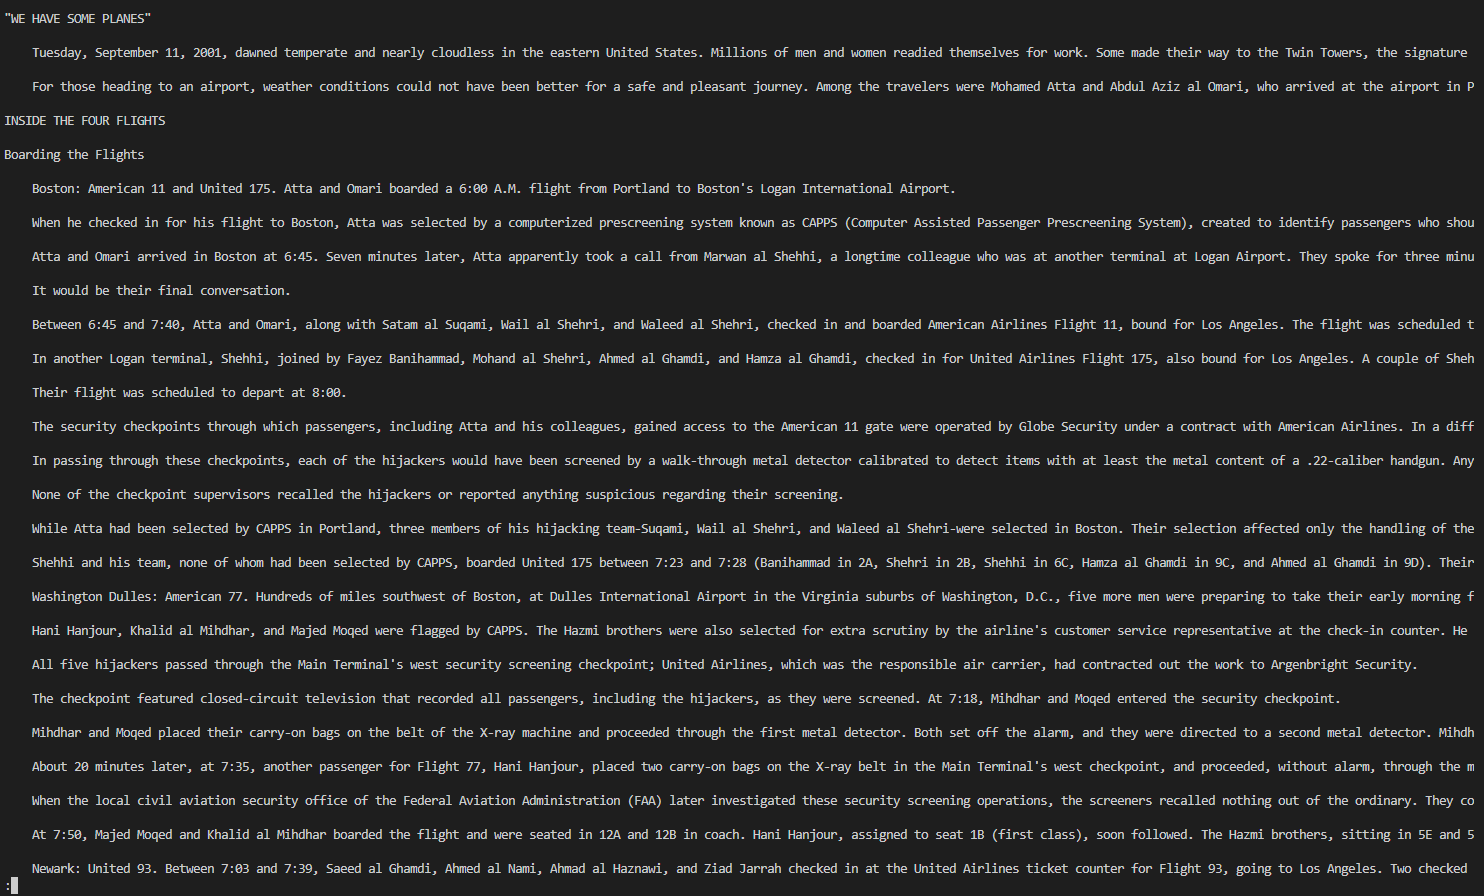 "WE HAVE SOME PLANES"
Tuesday, September 11, 2001, dawned temperate and nearly cloudless in the eastern United States. Millions of men and women readied themselves for work. Some made their way to the Twin Towers, the signature
For those heading to an airport, weather conditions could not have been better for a safe and pleasant journey. Among the travelers were Mohamed Atta and Abdul Aziz al Omari, who arrived at the airport in P
INSIDE THE FOUR FLIGHTS
Boarding the Flights
Boston: American 11 and United 175. Atta and Omari boarded a 6:00 A.M. flight from Portland to Boston's Logan International Airport.
When he checked in for his flight to Boston, Atta was selected by a computerized prescreening system known as CAPPS (Computer Assisted Passenger Prescreening System), created to identify passengers who shou
Atta and Omari arrived in Boston at 6:45. Seven minutes later, Atta apparently took a call from Marwan al Shehhi, a longtime colleague who was at another terminal at Logan Airport. They spoke for three minu
It would be their final conversation.
Between 6:45 and 7:40, Atta and Omari, along with Satam al Suqami, Wail al Shehri, and Waleed al Shehri, checked in and boarded American Airlines Flight 11, bound for Los Angeles. The flight was scheduled t
In another Logan terminal, Shehhi, joined by Fayez Banihammad, Mohand al Shehri, Ahmed al Ghamdi, and Hamza al Ghamdi, checked in for United Airlines Flight 175, also bound for Los Angeles. A couple of Sheh
Their flight was scheduled to depart at 8:00.
The security checkpoints through which passengers, including Atta and his colleagues, gained access to the American 11 gate were operated by Globe Security under a contract with American Airlines. In a diff
In passing through these checkpoints, each of the hijackers would have been screened by a walk-through metal detector calibrated to detect items with at least the metal content of a .22-caliber handgun. Any
None of the checkpoint supervisors recalled the hijackers or reported anything suspicious regarding their screening.
While Atta had been selected by CAPPS in Portland, three members of his hijacking team-Suqami, Wail al Shehri, and Waleed al Shehri-were selected in Boston. Their selection affected only the handling of the
Shehhi and his team, none of whom had been selected by CAPPS, boarded United 175 between 7:23 and 7:28 (Banihammad in 2A, Shehri in 2B, Shehhi in 6C, Hamza al Ghamdi in 9C, and Ahmed al Ghamdi in 9D). Their
Washington Dulles: American 77. Hundreds of miles southwest of Boston, at Dulles International Airport in the Virginia suburbs of Washington, D.C., five more men were preparing to take their early morning f
Hani Hanjour, Khalid al Mihdhar, and Majed Moqed were flagged by CAPPS. The Hazmi brothers were also selected for extra scrutiny by the airline's customer service representative at the check-in counter. He
All five hijackers passed through the Main Terminal's west security screening checkpoint; United Airlines, which was the responsible air carrier, had contracted out the work to Argenbright Security.
The checkpoint featured closed-circuit television that recorded all passengers, including the hijackers, as they were screened. At 7:18, Mihdhar and Moqed entered the security checkpoint.
Mihdhar and Moqed placed their carry-on bags on the belt of the X-ray machine and proceeded through the first metal detector. Both set off the alarm, and they were directed to a second metal detector. Mihdh
About 20 minutes later, at 7:35, another passenger for Flight 77, Hani Hanjour, placed two carry-on bags on the X-ray belt in the Main Terminal's west checkpoint, and proceeded, without alarm, through the m
When the local civil aviation security office of the Federal Aviation Administration (FAA) later investigated these security screening operations, the screeners recalled nothing out of the ordinary. They co
At 7:50, Majed Moqed and Khalid al Mihdhar boarded the flight and were seated in 12A and 12B in coach. Hani Hanjour, assigned to seat 1B (first class), soon followed. The Hazmi brothers, sitting in 5E and 5
Newark: United 93. Between 7:03 and 7:39, Saeed al Ghamdi, Ahmed al Nami, Ahmad al Haznawi, and Ziad Jarrah checked in at the United Airlines ticket counter for Flight 93, going to Los Angeles. Two checked
: